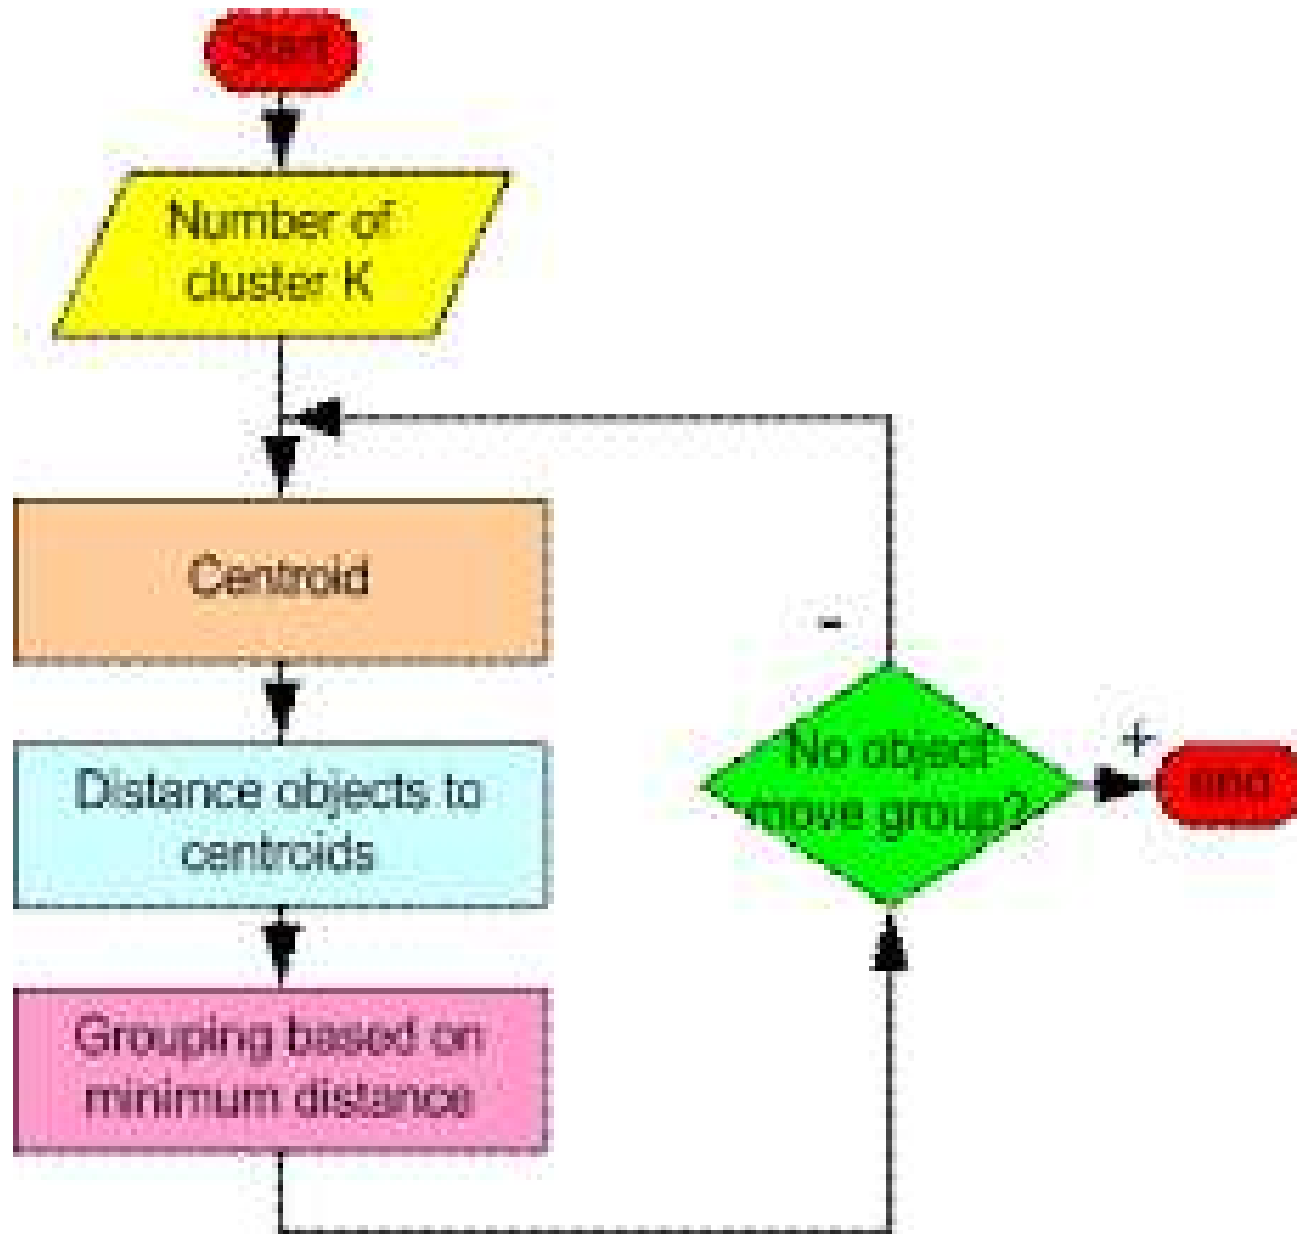 Start
Number of
cluster K
Centroid
Distance objects to
centroids
Grouping based on
minimum distance
-
No object
move group?
+
end